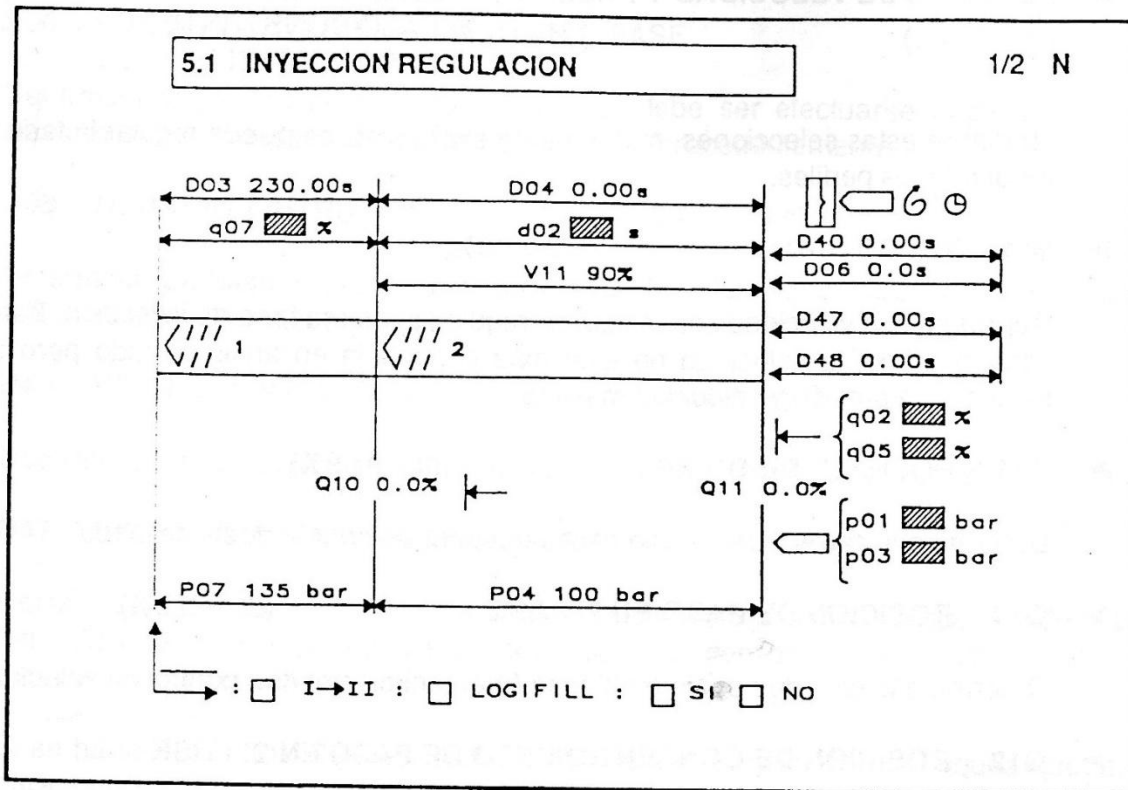 5.1 INYECCION REGULACION
1/2 N
D03 230.00s
D04 0.00s
q07 %
d02 s
D40 0.00s
V11 90%
D06 0.0s
D47 0.00s
1
2
D48 0.00s
q02 %
q05 %
Q10 0.0%
Q11 0.0%
p01 bar
p03 bar
P07 135 bar
P04 100 bar
: I→II : LOGIFILL : SI NO